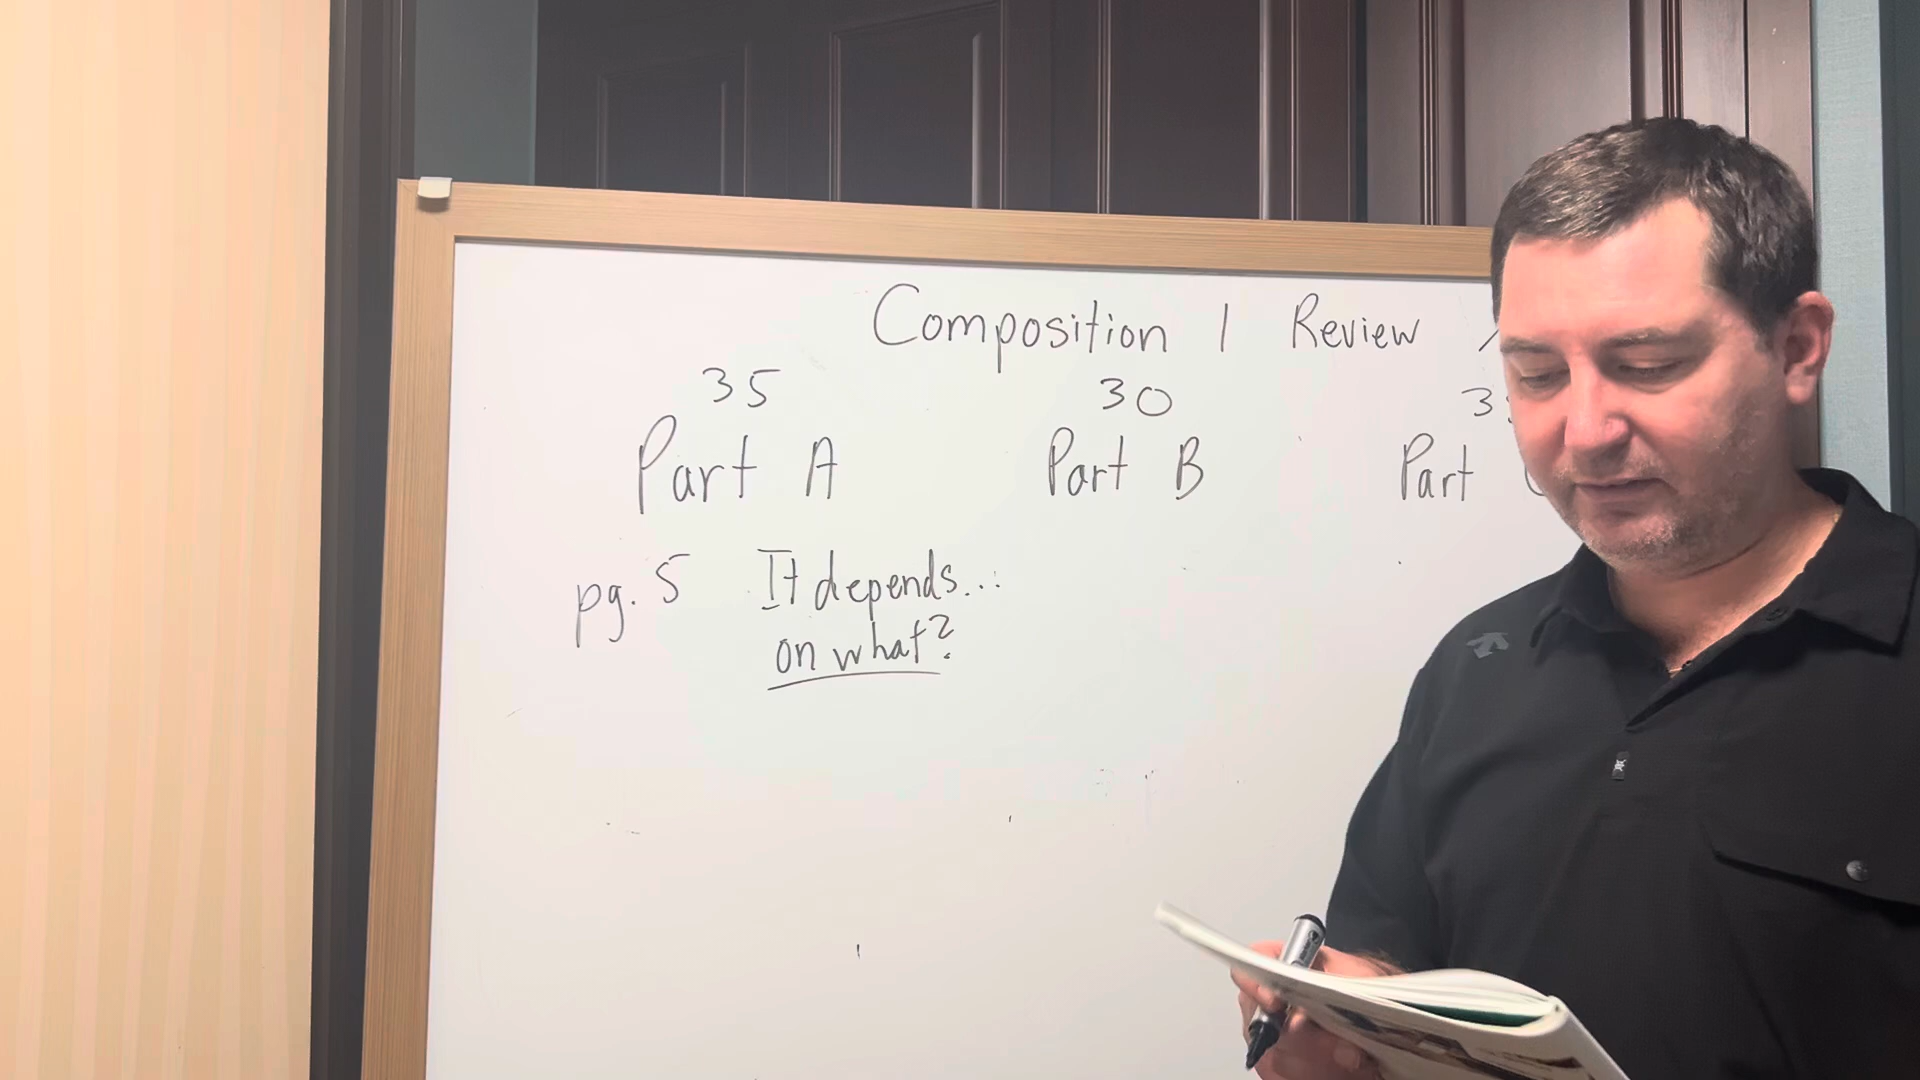 Composition 1 Review
35 30
Part A Part B Part
pg. 5 It depends...
on what?